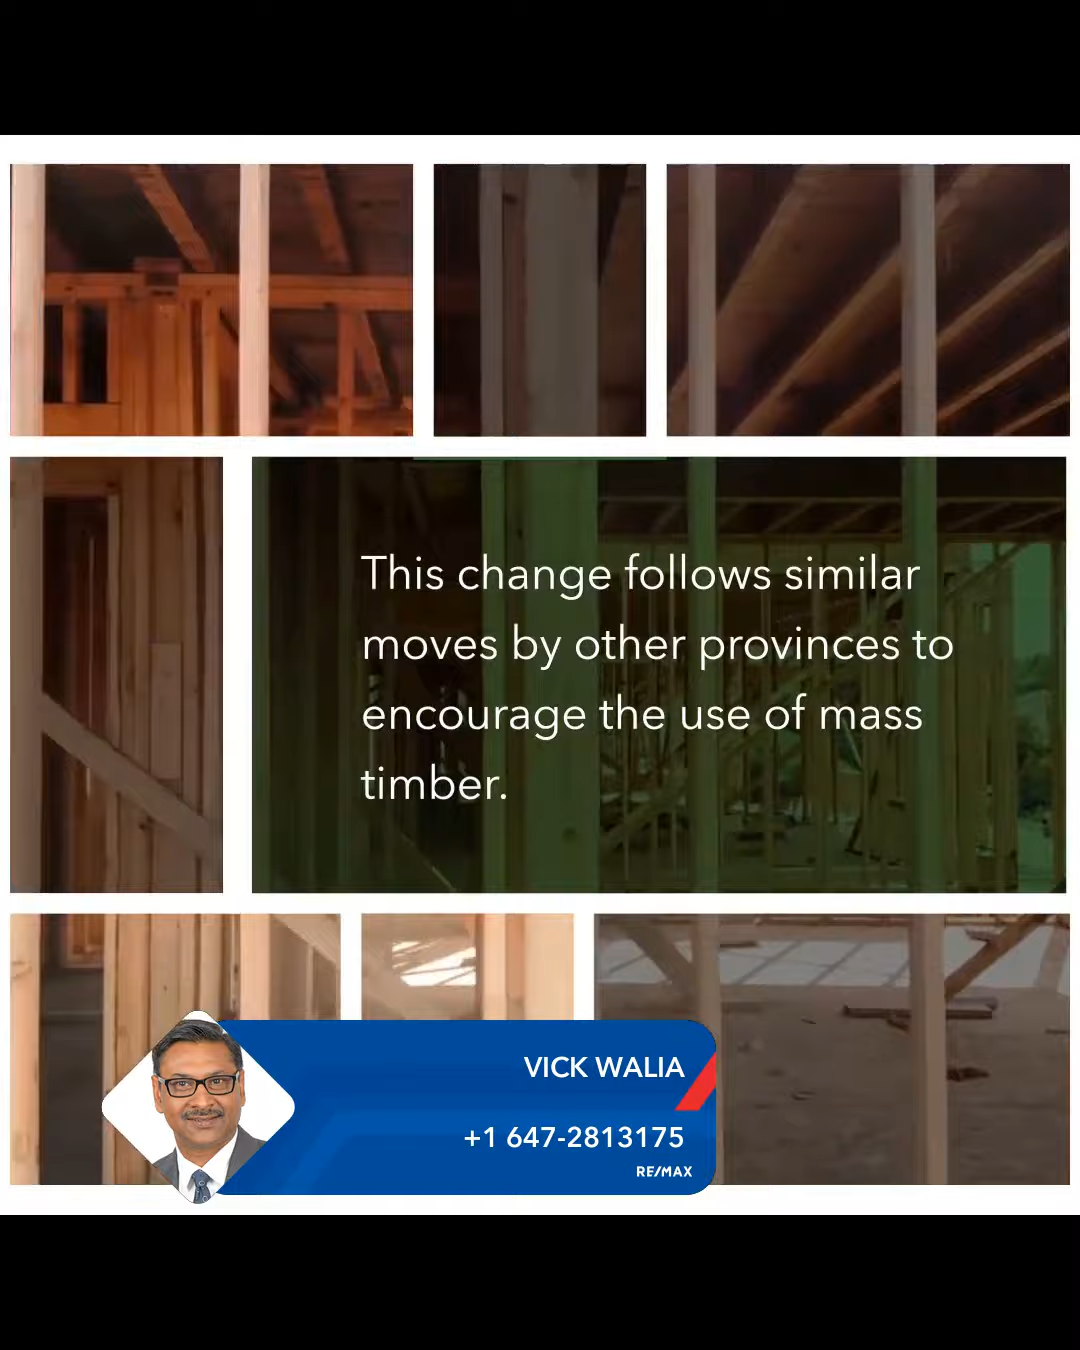 This change follows similar
moves by other provinces to
encourage the use of mass
timber.
VICK WALIA
+1 647-2813175
RE/MAX